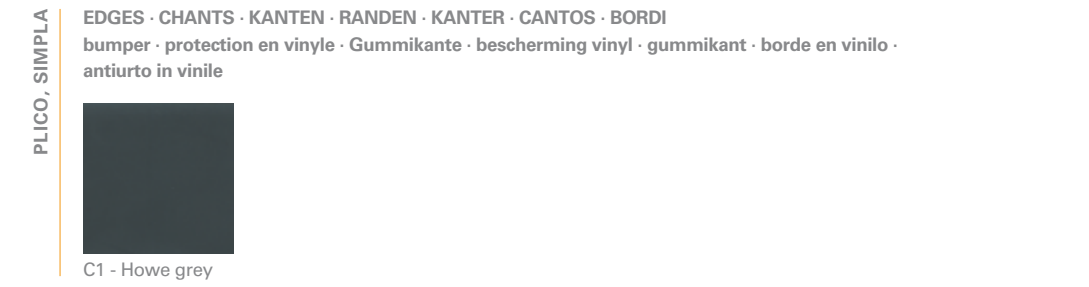 PLICO, SIMPLA
EDGES · CHANTS · KANTEN · RANDEN · KANTER · CANTOS · BORDI
bumper · protection en vinyle · Gummikante · bescherming vinyl · gummikant · borde en vinilo ·
antiurto in vinile
C1 - Howe grey